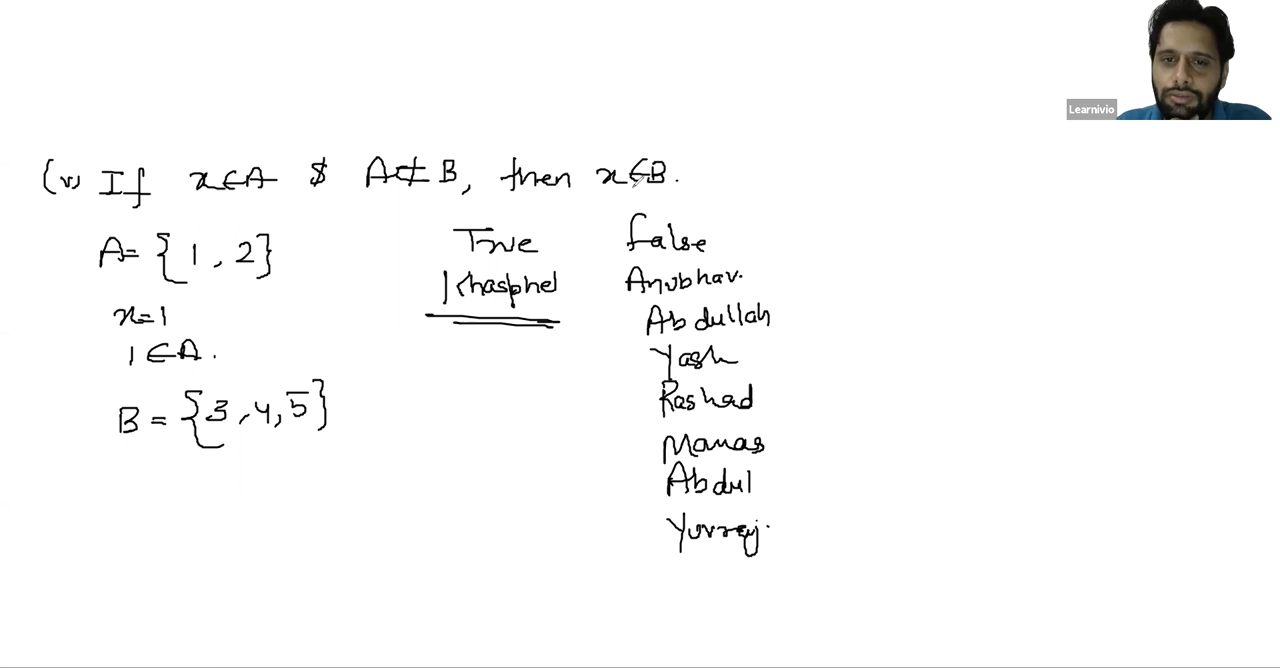 Learnivio
(v) If x∈A $ A⊄B, then x∈B.
A= {1, 2}
x=1
1∈A.
B = {3, 4, 5}
True
Khasphel
false
Anubhav.
Abdullah
Yash
Rashad
Manas
Abdul
Yuvraj.